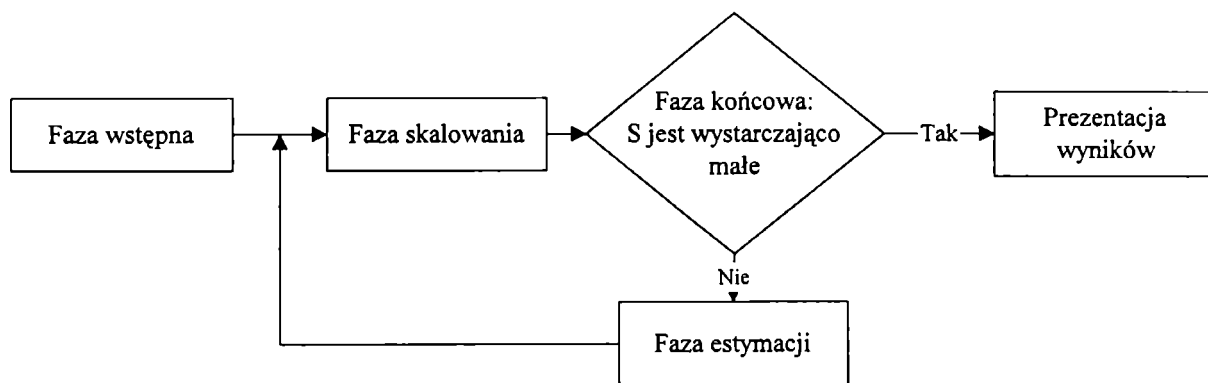 Faza wstępna
Faza skalowania
Faza końcowa:
S jest wystarczająco
małe
Tak
Prezentacja
wyników
Nie
Faza estymacji